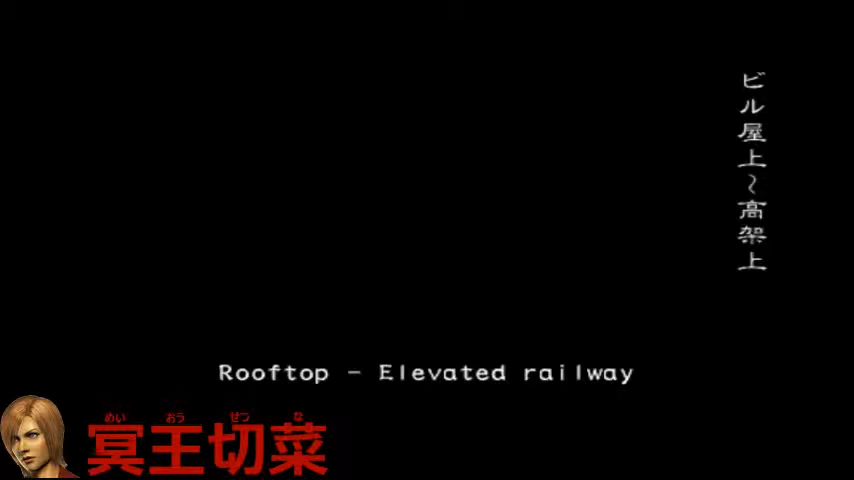 ビル屋上～高架上
Rooftop - Elevated railway
めい おう せつ な
冥王切菜